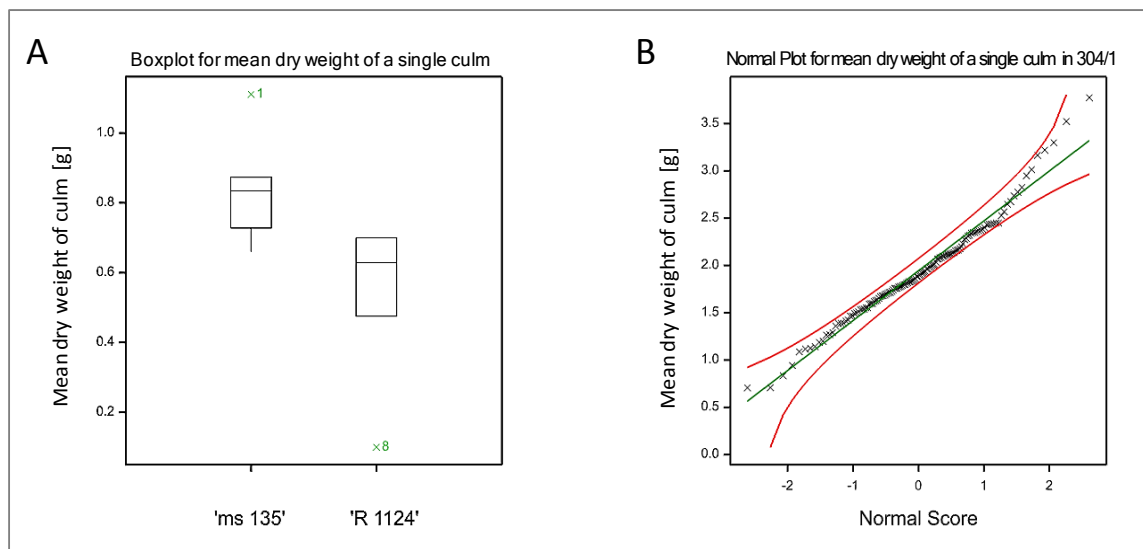 A
Boxplot for mean dry weight of a single culm
Mean dry weight of culm [g]
1.0
0.8
0.6
0.4
0.2
1
8
'ms 135'
'R 1124'
B
Normal Plot for mean dry weight of a single culm in 304/1
Mean dry weight of culm [g]
3.5
3.0
2.5
2.0
1.5
1.0
0.5
0.0
-2
-1
0
1
2
Normal Score